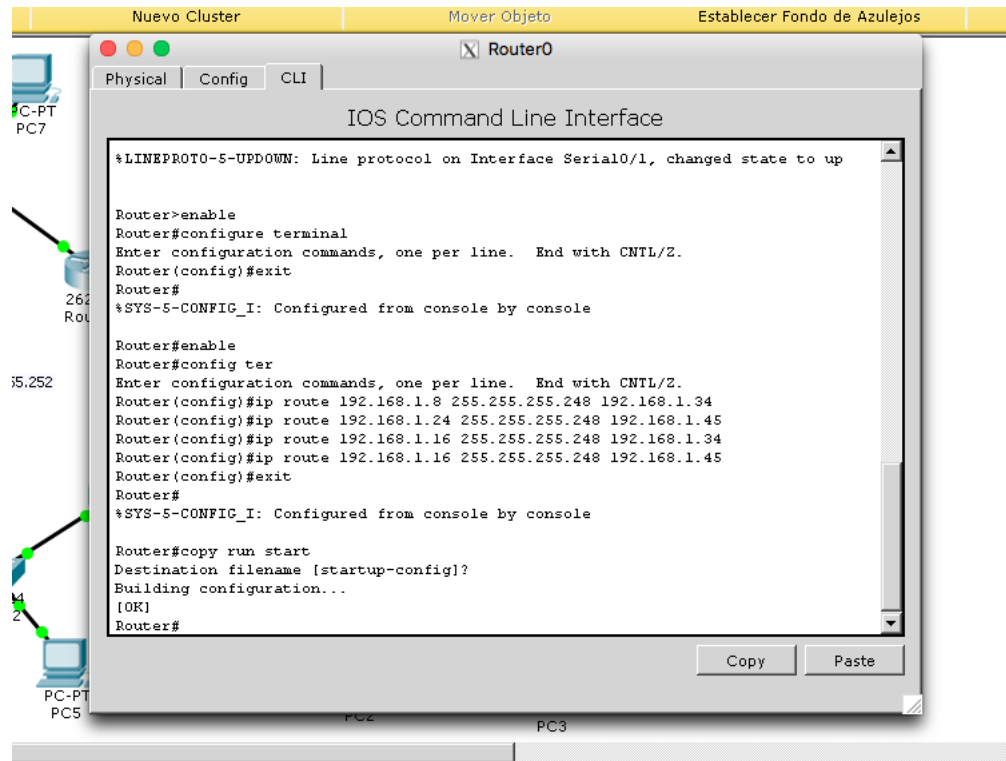 Nuevo Cluster Mover Objeto Establecer Fondo de Azulejos
Router0
Physical Config CLI
IOS Command Line Interface
PC-PT
PC7
%LINEPROTO-5-UPDOWN: Line protocol on Interface Serial0/1, changed state to up
Router>enable
Router#configure terminal
Enter configuration commands, one per line. End with CNTL/Z.
Router(config)#exit
Router#
%SYS-5-CONFIG_I: Configured from console by console
262
Rou
Router#enable
Router#config ter
Enter configuration commands, one per line. End with CNTL/Z.
55.252
Router(config)#ip route 192.168.1.8 255.255.255.248 192.168.1.34
Router(config)#ip route 192.168.1.24 255.255.255.248 192.168.1.45
Router(config)#ip route 192.168.1.16 255.255.255.248 192.168.1.34
Router(config)#ip route 192.168.1.16 255.255.255.248 192.168.1.45
Router(config)#exit
Router#
%SYS-5-CONFIG_I: Configured from console by console
Router#copy run start
Destination filename [startup-config]?
Building configuration...
[OK]
Router#
Copy Paste
PC-PT
PC5
PC2
PC3